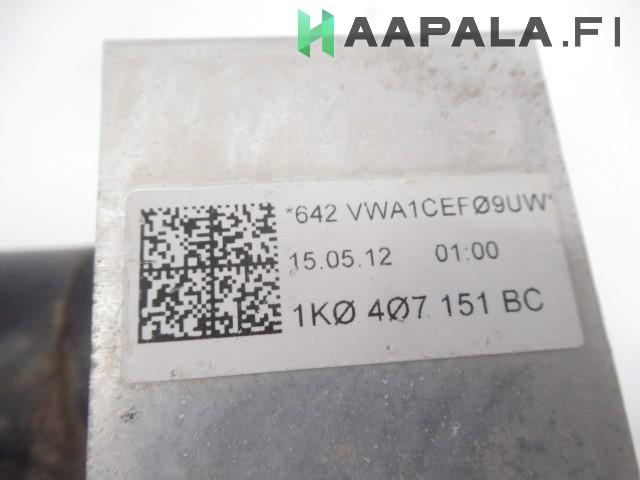 HAAPALA.FI
*642 VWA1CEFØ9UW*
15.05.12 01:00
1KØ 4Ø7 151 BC